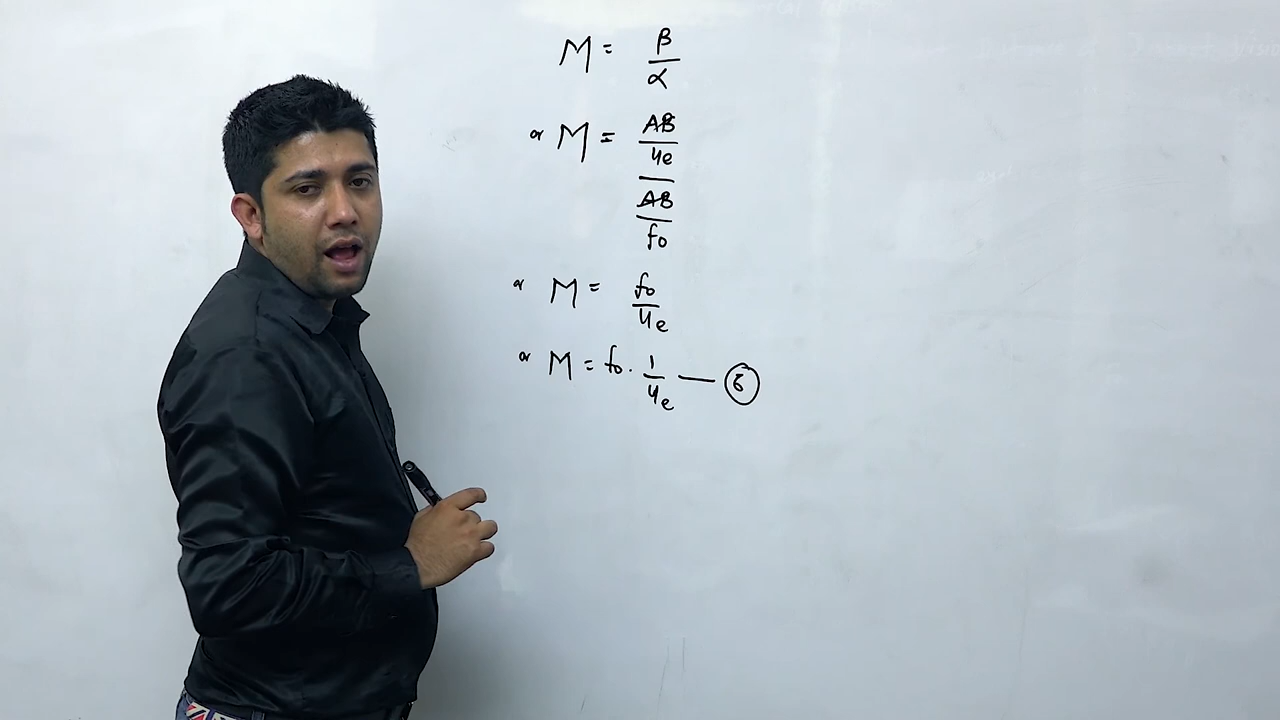 M = β/α
or M = AB/ue / AB/fo
or M = fo/ue
or M = fo . 1/ue — 6